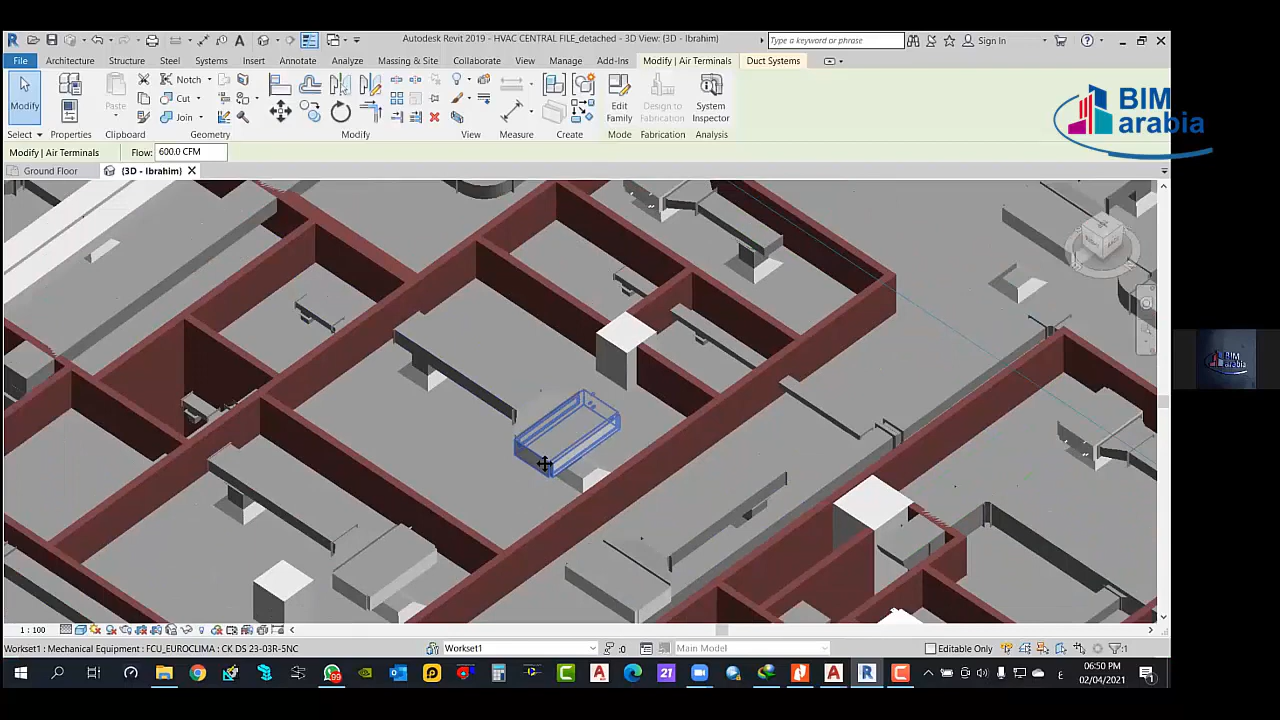 Autodesk Revit 2019 - HVAC CENTRAL FILE_detached - 3D View: (3D - Ibrahim)
Type a keyword or phrase
Sign In
File Architecture Structure Steel Systems Insert Annotate Analyze Massing & Site Collaborate View Manage Add-Ins Modify | Air Terminals Duct Systems
Modify
Paste
Notch
Cut
Join
Edit Family
Design to Fabrication
System Inspector
Select Properties Clipboard Geometry Modify View Measure Create Mode Fabrication Analysis
BIM
arabia
Modify | Air Terminals Flow: 600.0 CFM
Ground Floor (3D - Ibrahim)
BIM
arabia
1 : 100
Workset1 : Mechanical Equipment : FCU_EUROCLIMA : CK DS 23-03R-5NC Workset1 :0 Main Model Editable Only :1
99
21
ع
06:50 PM
02/04/2021
1